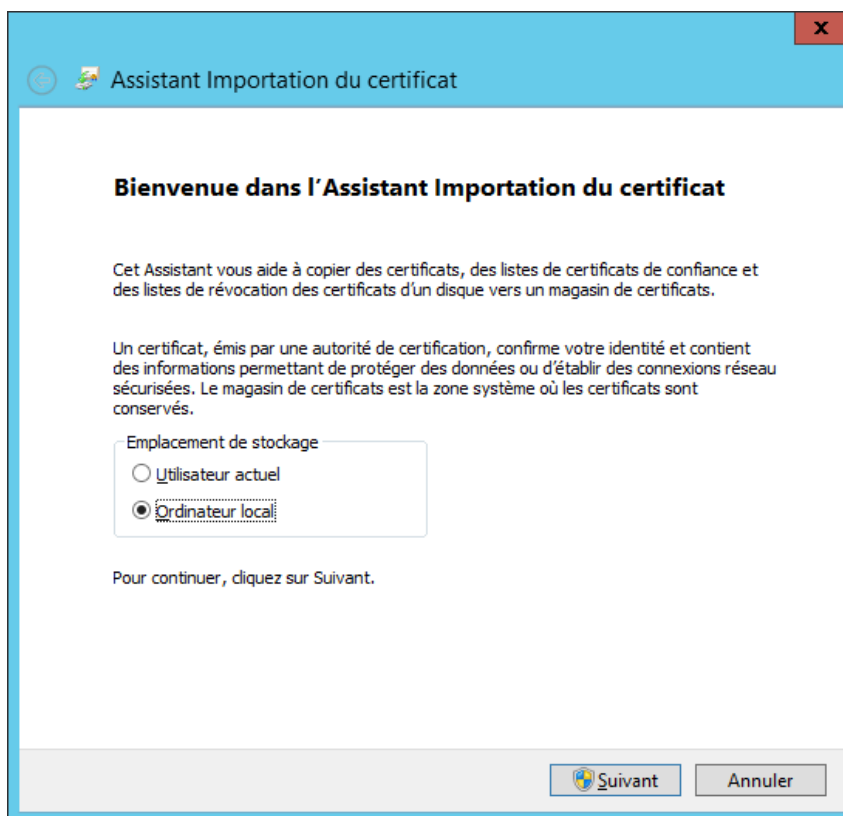 x
Assistant Importation du certificat
Bienvenue dans l'Assistant Importation du certificat
Cet Assistant vous aide à copier des certificats, des listes de certificats de confiance et
des listes de révocation des certificats d'un disque vers un magasin de certificats.
Un certificat, émis par une autorité de certification, confirme votre identité et contient
des informations permettant de protéger des données ou d'établir des connexions réseau
sécurisées. Le magasin de certificats est la zone système où les certificats sont
conservés.
Emplacement de stockage
Utilisateur actuel
Ordinateur local
Pour continuer, cliquez sur Suivant.
Suivant
Annuler